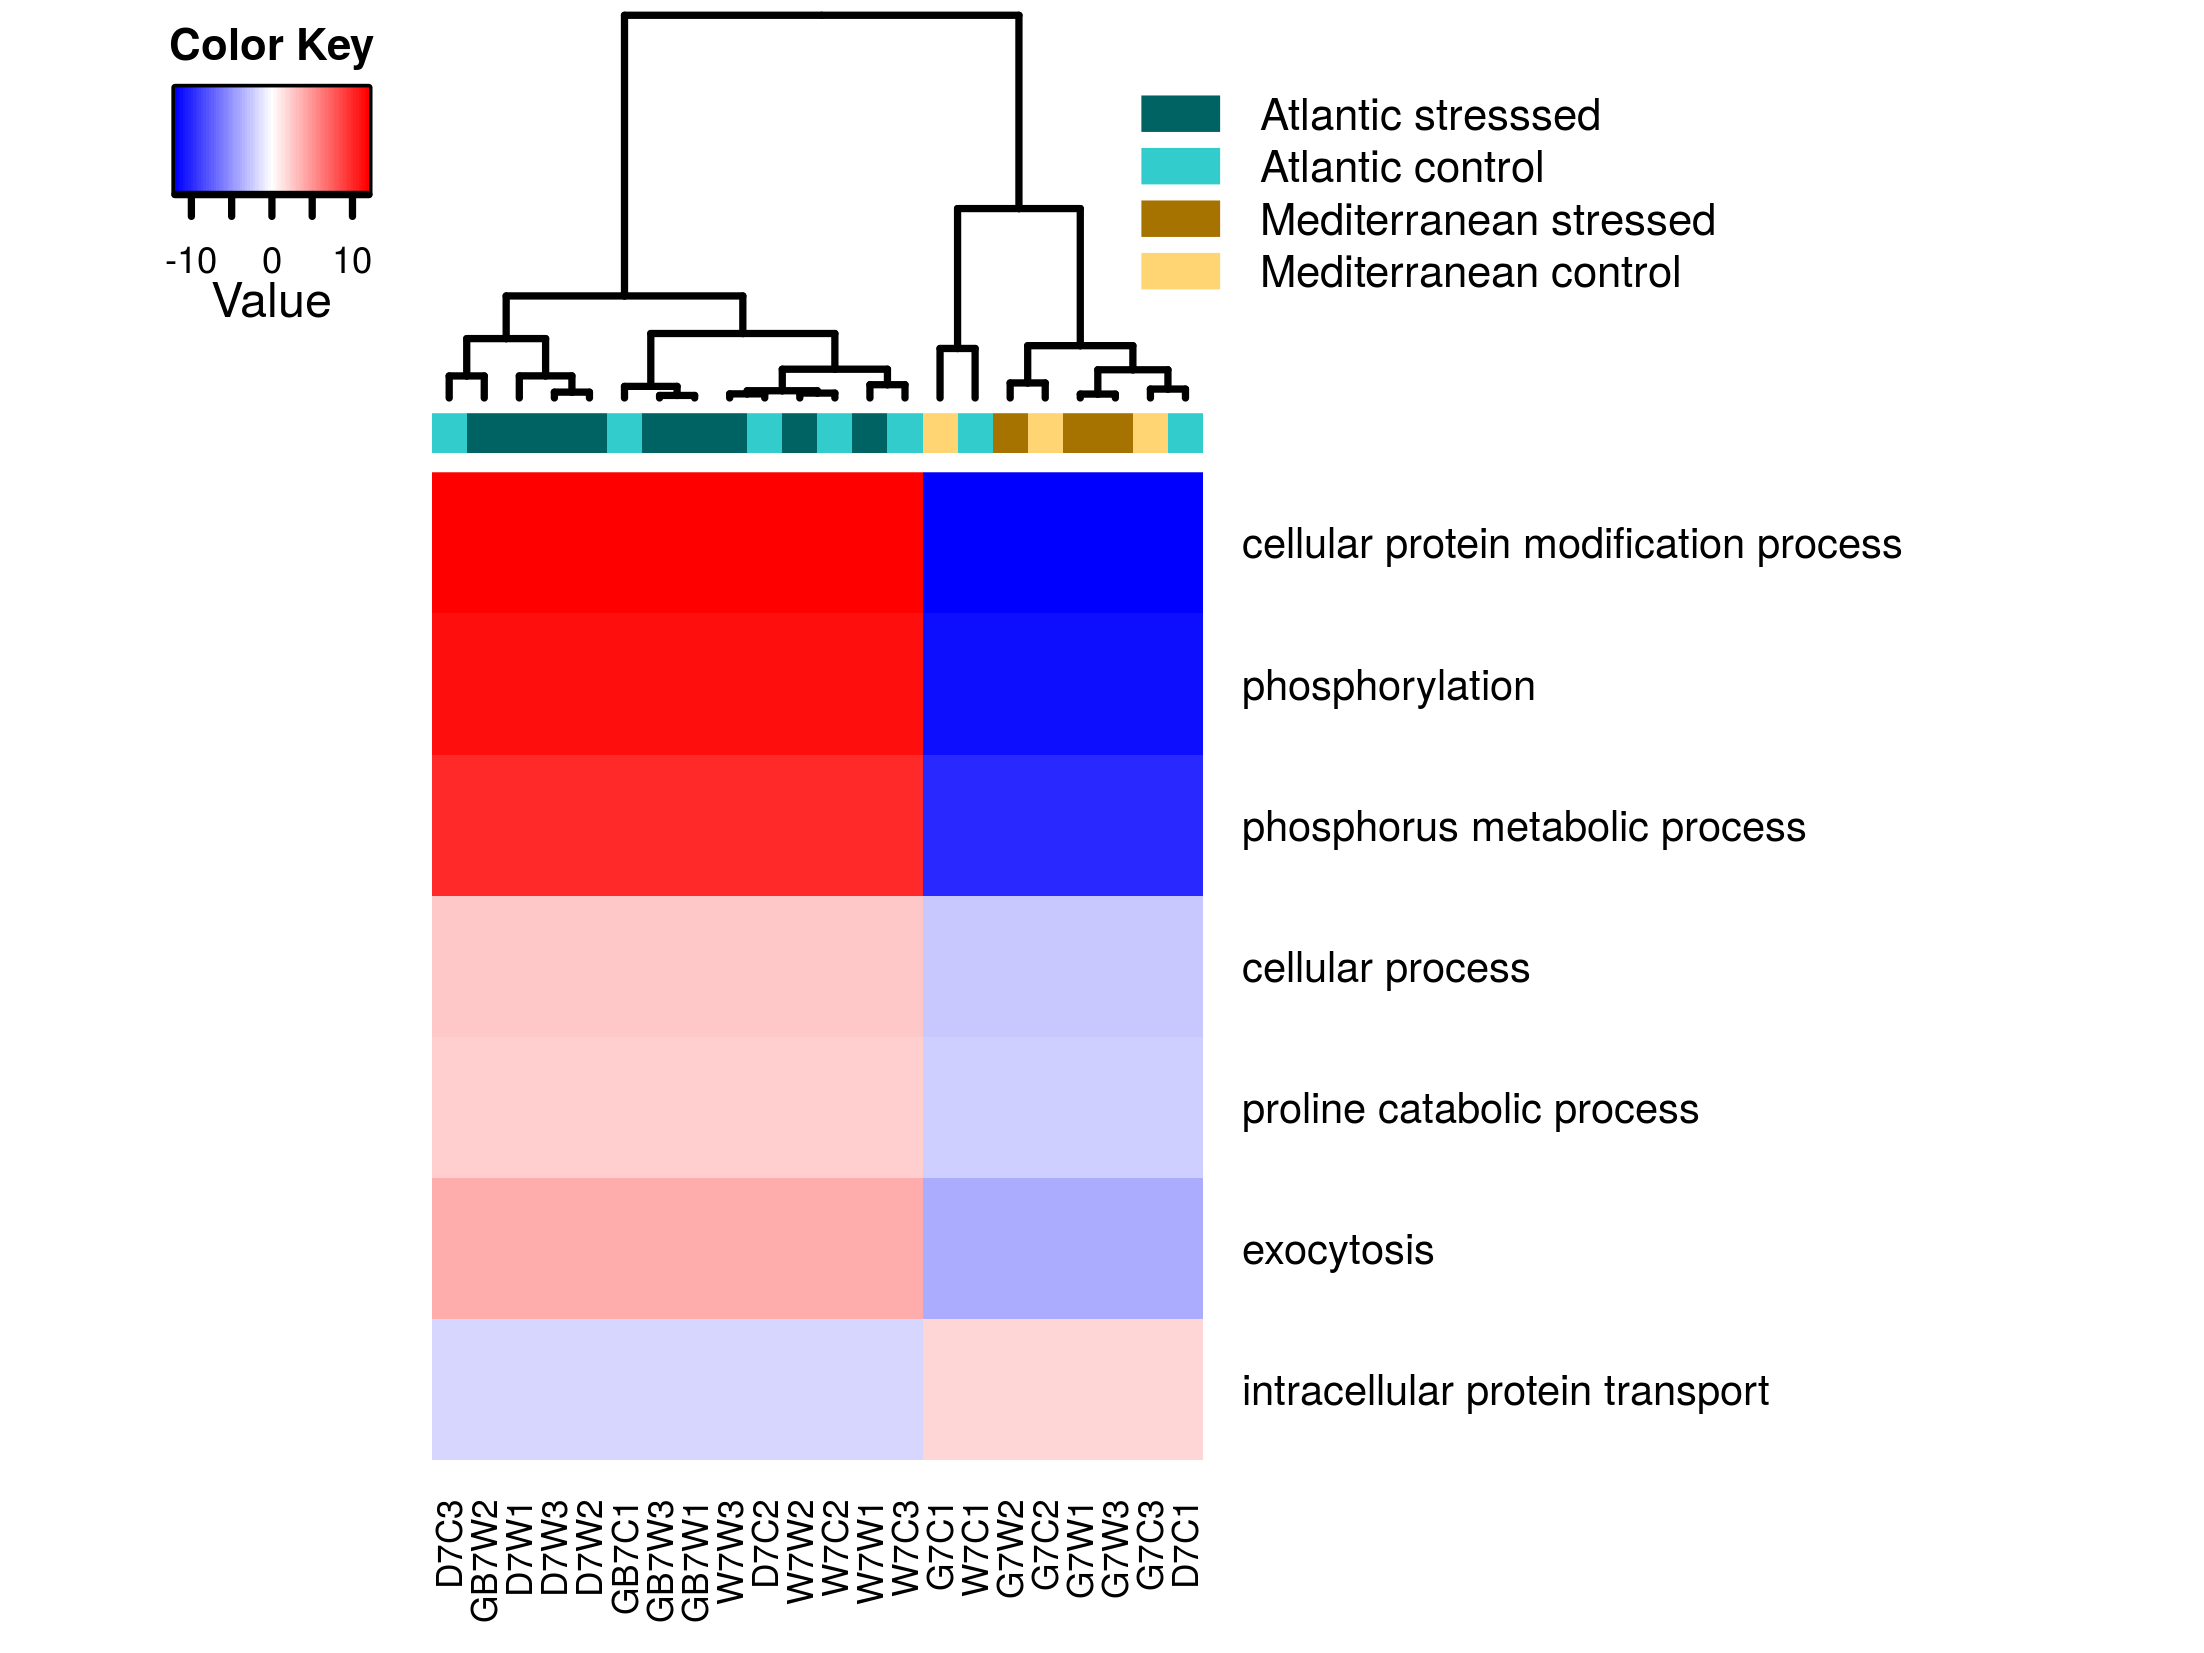 Color Key
-10 0 10
Value
Atlantic stresssed
Atlantic control
Mediterranean stressed
Mediterranean control
cellular protein modification process
phosphorylation
phosphorus metabolic process
cellular process
proline catabolic process
exocytosis
intracellular protein transport
D7C3
GB7W2
D7W1
D7W3
D7W2
GB7C1
GB7W3
GB7W1
W7W3
D7C2
W7W2
W7C2
W7W1
W7C3
G7C1
W7C1
G7W2
G7C2
G7W1
G7W3
G7C3
D7C1